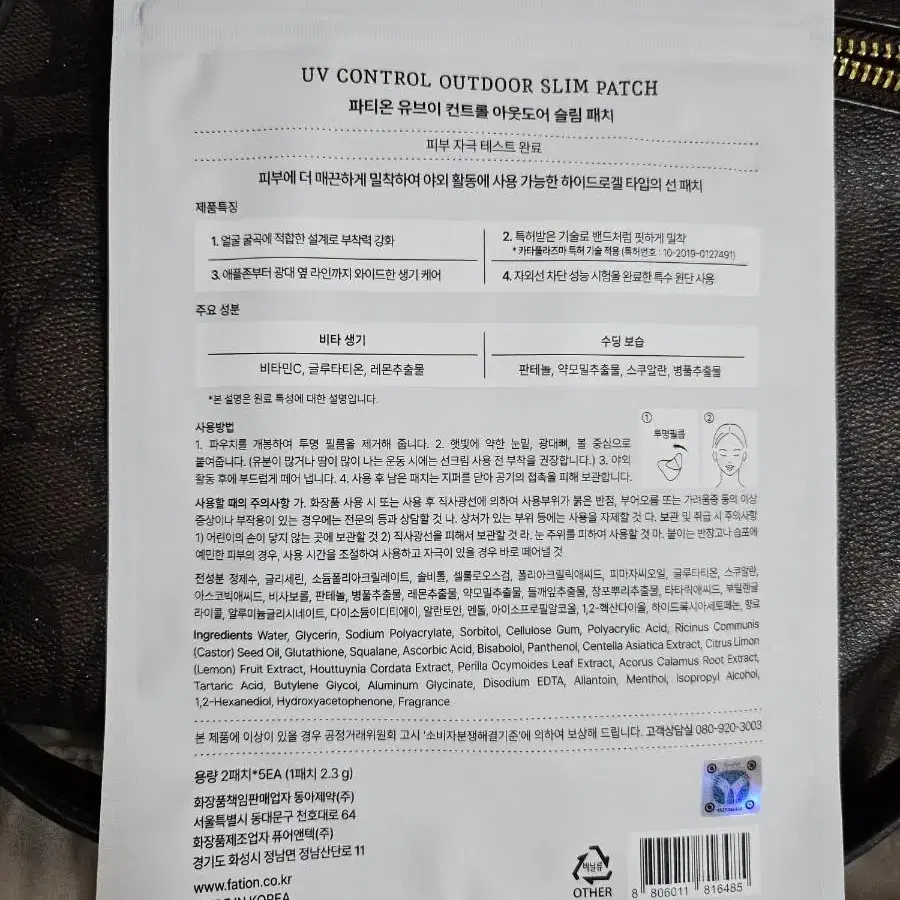 UV CONTROL OUTDOOR SLIM PATCH
파티온 유브이 컨트롤 아웃도어 슬림 패치
피부 자극 테스트 완료
피부에 더 매끈하게 밀착하여 야외 활동에 사용 가능한 하이드로겔 타입의 선 패치
제품특징
1. 얼굴 굴곡에 적합한 설계로 부착력 강화
2. 특허받은 기술로 밴드처럼 핏하게 밀착
* 카타플라즈마 특허 기술 적용 (특허번호 : 10-2019-0127491)
3. 애플존부터 광대 옆 라인까지 와이드한 생기 케어
4. 자외선 차단 성능 시험을 완료한 특수 원단 사용
주요 성분
비타 생기
수딩 보습
비타민C, 글루타티온, 레몬추출물
판테놀, 약모밀추출물, 스쿠알란, 병풀추출물
*본 설명은 원료 특성에 대한 설명입니다.
사용방법
1. 파우치를 개봉하여 투명 필름을 제거해 줍니다. 2. 햇빛에 약한 눈밑, 광대뼈, 볼 중심으로
붙여줍니다. (유분이 많거나 땀이 많이 나는 운동 시에는 선크림 사용 전 부착을 권장합니다.) 3. 야외
활동 후에 부드럽게 떼어 냅니다. 4. 사용 후 남은 패치는 지퍼를 닫아 공기의 접촉을 피해 보관합니다.
① 투명필름
②
사용할 때의 주의사항 가. 화장품 사용 시 또는 사용 후 직사광선에 의하여 사용부위가 붉은 반점, 부어오름 또는 가려움증 등의 이상
증상이나 부작용이 있는 경우에는 전문의 등과 상담할 것 나. 상처가 있는 부위 등에는 사용을 자제할 것 다. 보관 및 취급 시 주의사항
1) 어린이의 손이 닿지 않는 곳에 보관할 것 2) 직사광선을 피해서 보관할 것 라. 눈 주위를 피하여 사용할 것 마. 붙이는 반창고나 습포에
예민한 피부의 경우, 사용 시간을 조절하여 사용하고 자극이 있을 경우 바로 떼어낼 것
전성분 정제수, 글리세린, 소듐폴리아크릴레이트, 솔비톨, 셀룰로오스검, 폴리아크릴릭애씨드, 피마자씨오일, 글루타티온, 스쿠알란,
아스코빅애씨드, 비사보롤, 판테놀, 병풀추출물, 레몬추출물, 약모밀추출물, 들깨잎추출물, 창포뿌리추출물, 타타릭애씨드, 부틸렌글
라이콜, 알루미늄글리시네이트, 다이소듐이디티에이, 알란토인, 멘톨, 아이소프로필알코올, 1,2-헥산다이올, 하이드록시아세토페논, 향료
Ingredients Water, Glycerin, Sodium Polyacrylate, Sorbitol, Cellulose Gum, Polyacrylic Acid, Ricinus Communis
(Castor) Seed Oil, Glutathione, Squalane, Ascorbic Acid, Bisabolol, Panthenol, Centella Asiatica Extract, Citrus Limon
(Lemon) Fruit Extract, Houttuynia Cordata Extract, Perilla Ocymoides Leaf Extract, Acorus Calamus Root Extract,
Tartaric Acid, Butylene Glycol, Aluminum Glycinate, Disodium EDTA, Allantoin, Menthol, Isopropyl Alcohol,
1,2-Hexanediol, Hydroxyacetophenone, Fragrance
본 제품에 이상이 있을 경우 공정거래위원회 고시 '소비자분쟁해결기준'에 의하여 보상해 드립니다. 고객상담실 080-920-3003
용량 2패치*5EA (1패치 2.3 g)
화장품책임판매업자 동아제약(주)
서울특별시 동대문구 천호대로 64
화장품제조업자 퓨어앤텍(주)
경기도 화성시 정남면 정남산단로 11
www.fation.co.kr
비닐류
OTHER
8 806011 816485